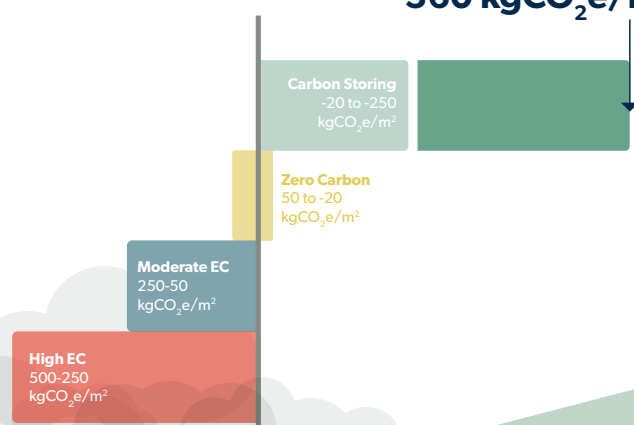 500 kgCO₂e/m
Carbon Storing
-20 to -250
kgCO₂e/m²
Zero Carbon
50 to -20
kgCO₂e/m²
Moderate EC
250-50
kgCO₂e/m²
High EC
500-250
kgCO₂e/m²